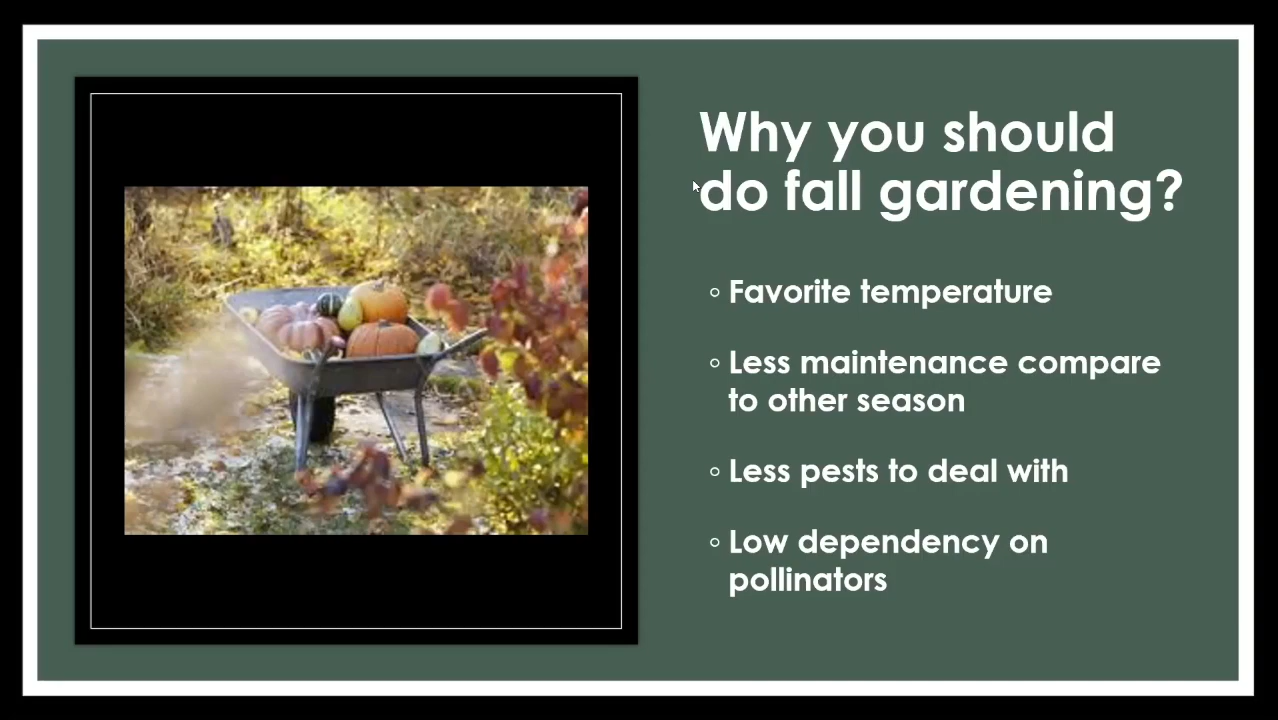 Why you should
do fall gardening?
◦ Favorite temperature
◦ Less maintenance compare
to other season
◦ Less pests to deal with
◦ Low dependency on
pollinators